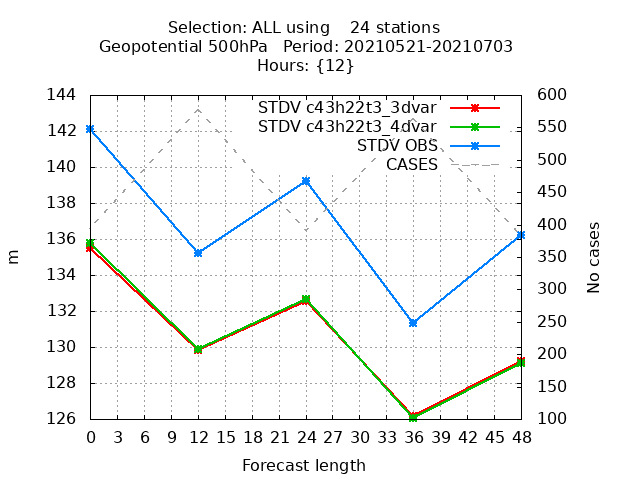 Selection: ALL using 24 stations
Geopotential 500hPa Period: 20210521-20210703
Hours: {12}
144 600
STDV c43h22t3_3dvar
142 550
STDV c43h22t3_4dvar
STDV OBS
140 500
CASES
138 450
136 400
134 350
132 300
130 250
128 200
126 150
100
m
No cases
0 3 6 9 12 15 18 21 24 27 30 33 36 39 42 45 48
Forecast length